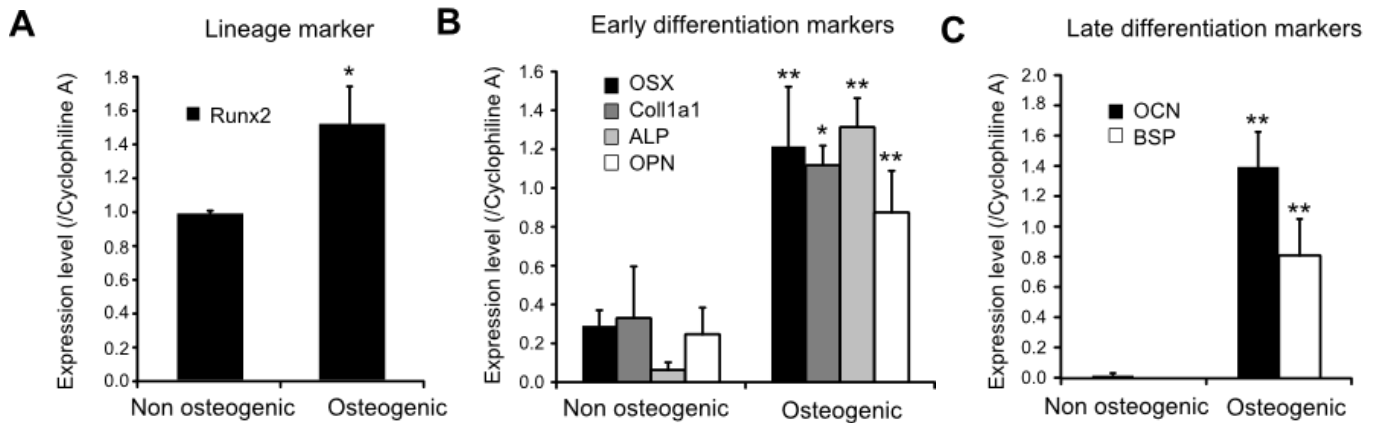 A
Lineage marker
Expression level (/Cyclophiline A)
1.8
1.6
1.4
1.2
1.0
0.8
0.6
0.4
0.2
0.0
Runx2
*
Non osteogenic
Osteogenic
B
Early differentiation markers
Expression level (/Cyclophiline A)
1.6
1.4
1.2
1.0
0.8
0.6
0.4
0.2
0.0
OSX
Coll1a1
ALP
OPN
**
*
**
**
Non osteogenic
Osteogenic
C
Late differentiation markers
Expression level (/Cyclophiline A)
2.0
1.8
1.6
1.4
1.2
1.0
0.8
0.6
0.4
0.2
0.0
OCN
BSP
**
**
Non osteogenic
Osteogenic